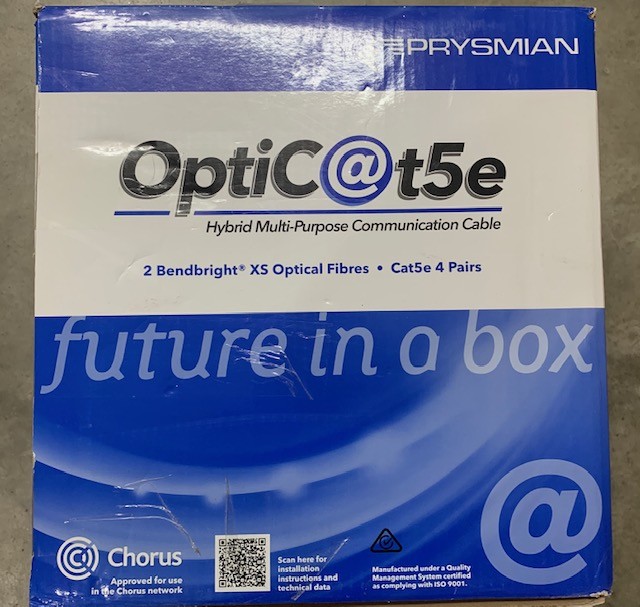 PRYSMIAN
OptiC@t5e
Hybrid Multi-Purpose Communication Cable
2 Bendbright® XS Optical Fibres • Cat5e 4 Pairs
future in a box
@
Chorus
Approved for use
in the Chorus network
Scan here for
installation
instructions and
technical data
Manufactured under a Quality
Management System certified
as complying with ISO 9001.